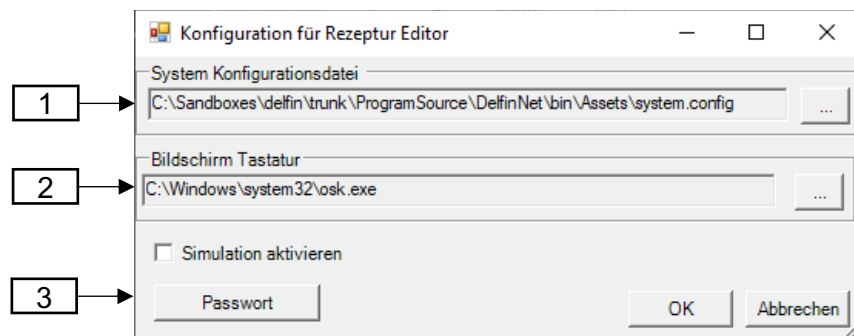 Konfiguration für Rezeptur Editor
System Konfigurationsdatei
1
C:\Sandboxes\delfin\trunk\ProgramSource\DelfinNet\bin\Assets\system.config
...
Bildschirm Tastatur
2
C:\Windows\system32\osk.exe
...
Simulation aktivieren
3
Passwort
OK
Abbrechen